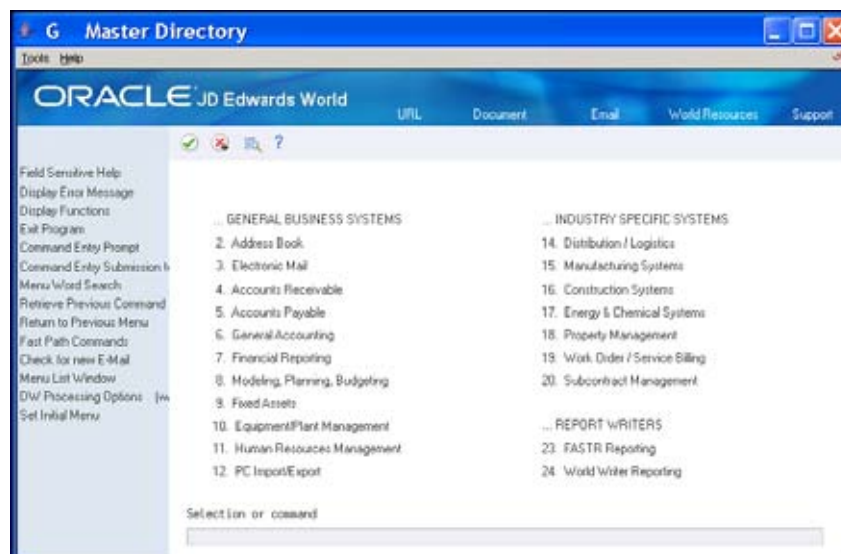 G Master Directory
Tools Help
ORACLE JD Edwards World
URL Document Email World Resources Support
?
Field Sensitive Help
Display Error Message
Display Functions
Exit Program
Command Entry Prompt
Command Entry Submission
Menu Word Search
Retrieve Previous Command
Return to Previous Menu
Fast Path Commands
Check for new E-Mail
Menu List Window
DW Processing Options
Set Initial Menu
... GENERAL BUSINESS SYSTEMS
2. Address Book
3. Electronic Mail
4. Accounts Receivable
5. Accounts Payable
6. General Accounting
7. Financial Reporting
8. Modeling, Planning, Budgeting
9. Fixed Assets
10. Equipment/Plant Management
11. Human Resources Management
12. PC Import/Export
... INDUSTRY SPECIFIC SYSTEMS
14. Distribution / Logistics
15. Manufacturing Systems
16. Construction Systems
17. Energy & Chemical Systems
18. Property Management
19. Work Order / Service Billing
20. Subcontract Management
... REPORT WRITERS
23. FASTR Reporting
24. World Writer Reporting
Selection or command